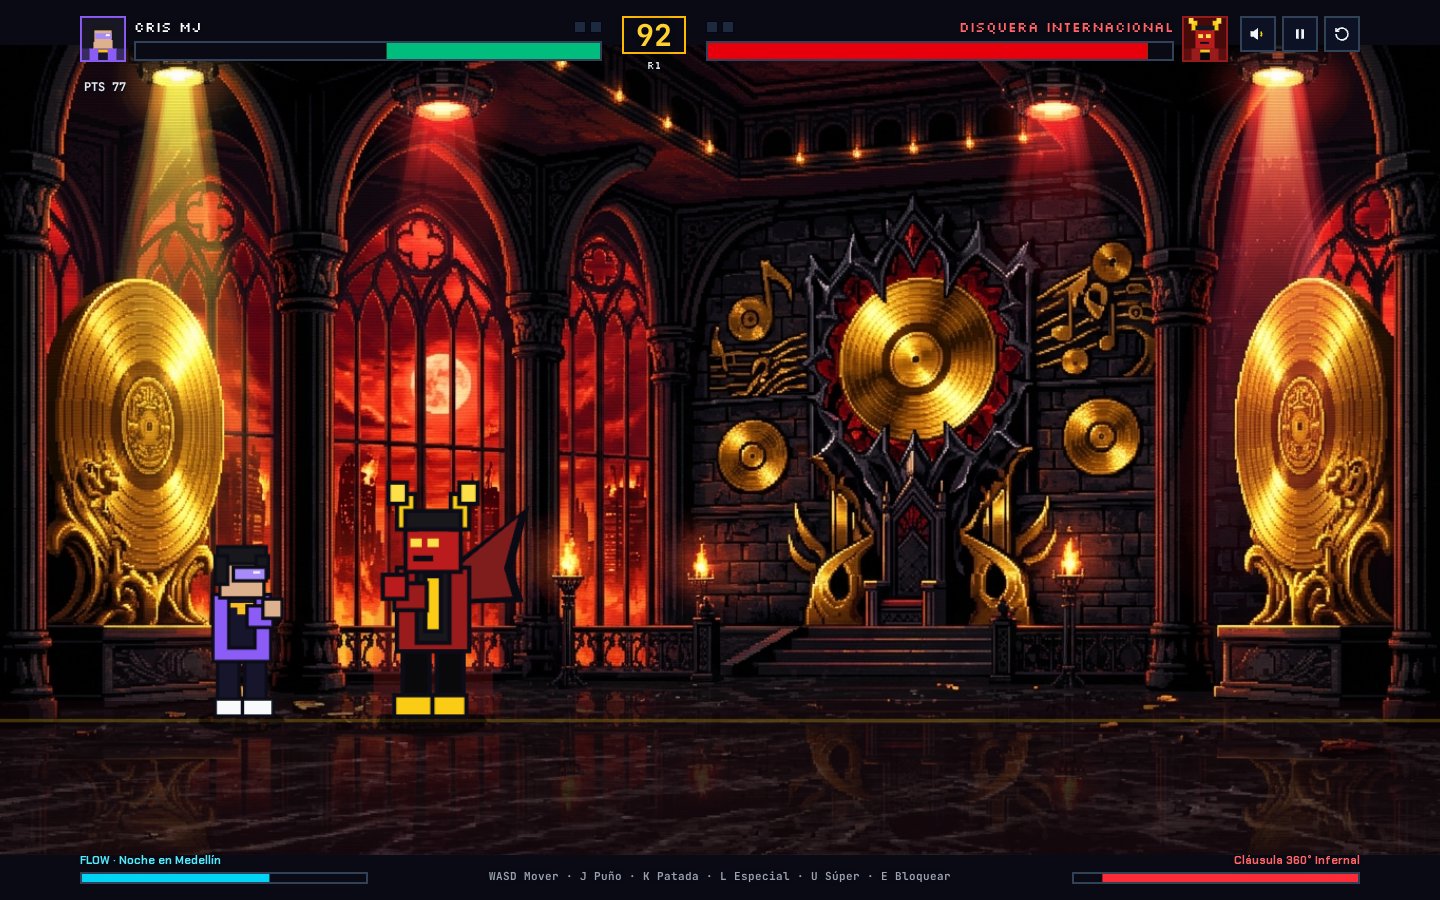 CRIS MJ
92
R1
DISQUERA INTERNACIONAL
PTS 77
FLOW · Noche en Medellín
WASD Mover · J Puño · K Patada · L Especial · U Súper · E Bloquear
Cláusula 360° Infernal